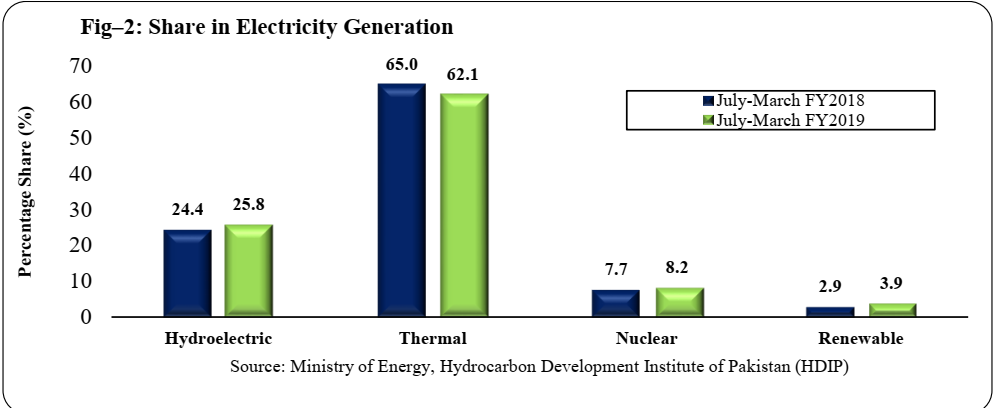 Fig–2: Share in Electricity Generation
Percentage Share (%)
70
60
50
40
30
20
10
0
65.0
62.1
24.4
25.8
7.7
8.2
2.9
3.9
July-March FY2018
July-March FY2019
Hydroelectric
Thermal
Nuclear
Renewable
Source: Ministry of Energy, Hydrocarbon Development Institute of Pakistan (HDIP)